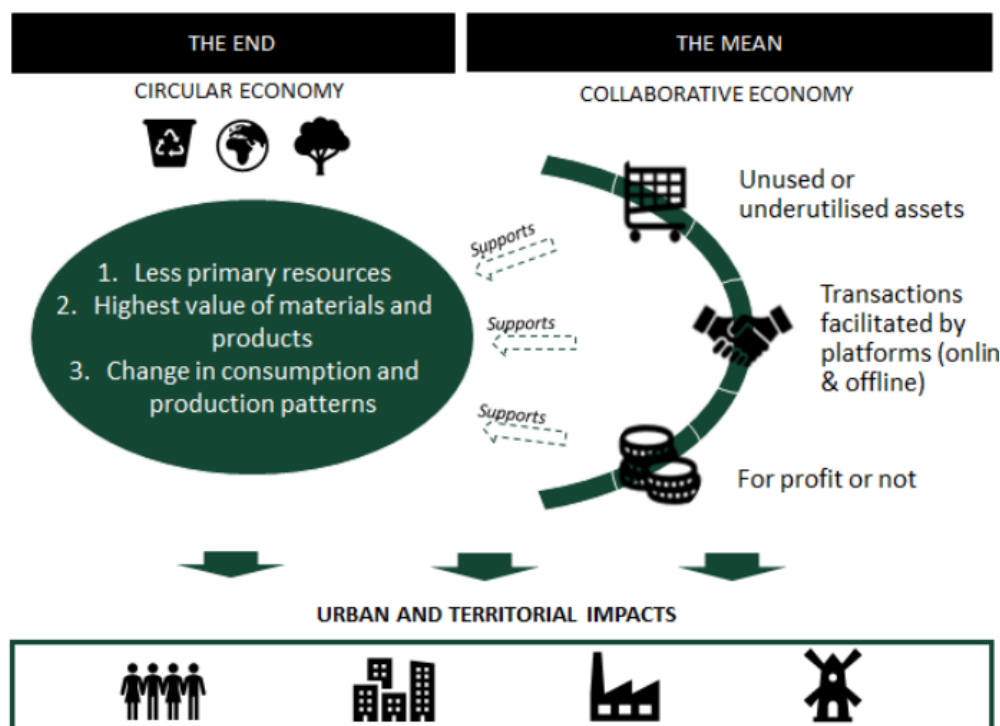 THE END
THE MEAN
CIRCULAR ECONOMY
COLLABORATIVE ECONOMY
Unused or
underutilised assets
Supports
1. Less primary resources
2. Highest value of materials and
products
3. Change in consumption and
production patterns
Supports
Transactions
facilitated by
platforms (onlin
& offline)
Supports
For profit or not
URBAN AND TERRITORIAL IMPACTS